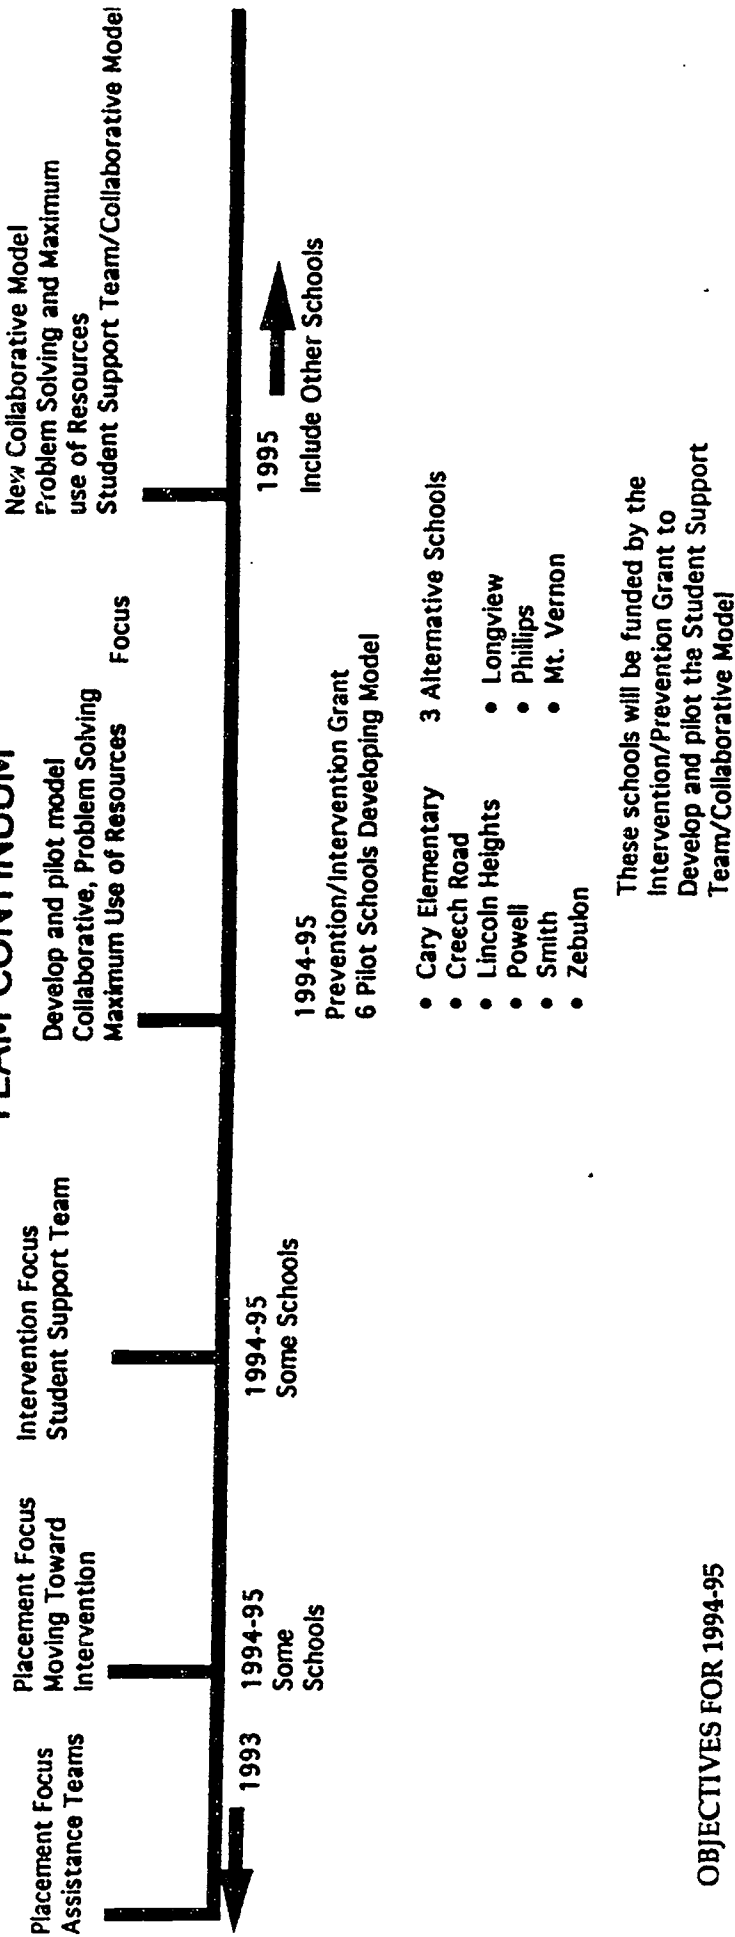 TEAM CONTINUUM
Placement Focus
Assistance Teams
Placement Focus
Moving Toward
Intervention
Intervention Focus
Student Support Team
Develop and pilot model
Collaborative, Problem Solving
Maximum Use of Resources Focus
New Collaborative Model
Problem Solving and Maximum
use of Resources
Student Support Team/Collaborative Model
1993
1994-95
Some
Schools
1994-95
Some Schools
1994-95
Prevention/Intervention Grant
6 Pilot Schools Developing Model
• Cary Elementary
• Creech Road
• Lincoln Heights
• Powell
• Smith
• Zebulon
3 Alternative Schools
• Longview
• Phillips
• Mt. Vernon
1995
Include Other Schools
These schools will be funded by the
Intervention/Prevention Grant to
Develop and pilot the Student Support
Team/Collaborative Model
OBJECTIVES FOR 1994-95